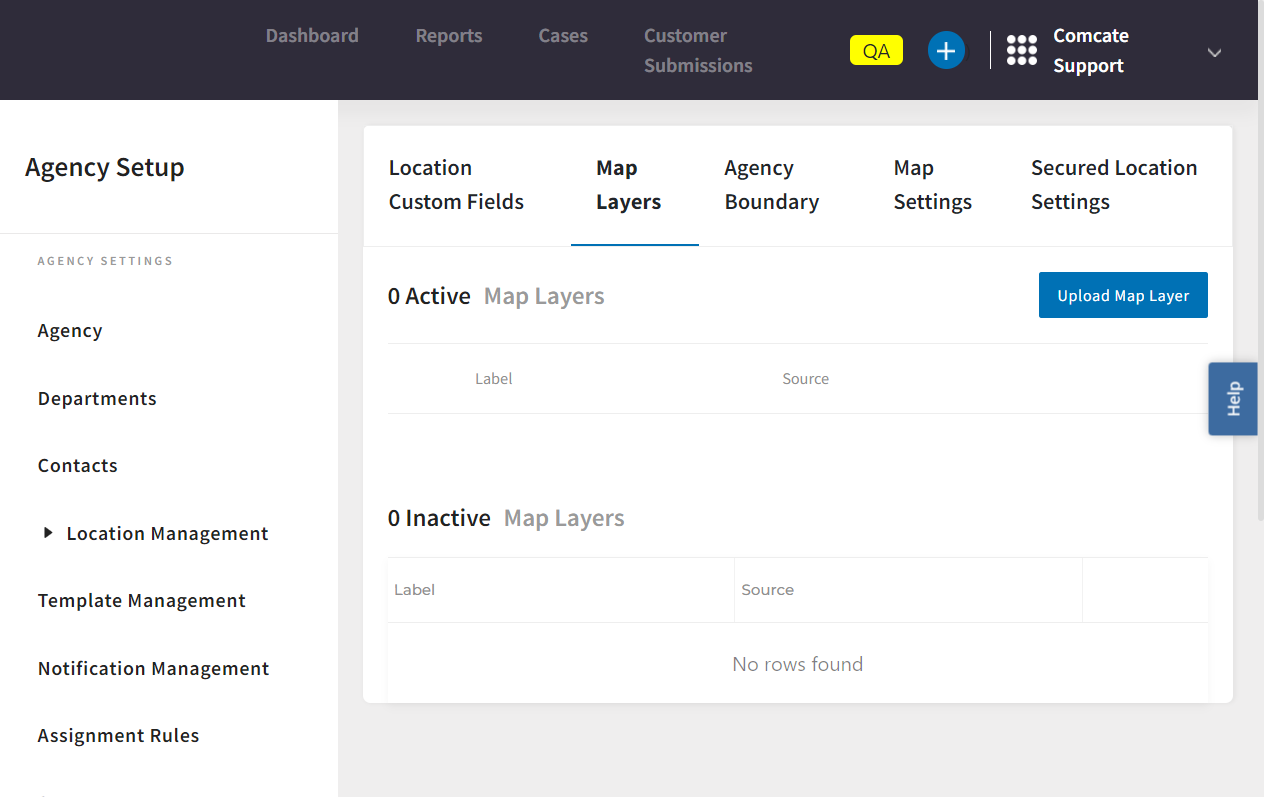 Dashboard
Reports
Cases
Customer
Submissions
QA
Comcate
Support
Agency Setup
AGENCY SETTINGS
Agency
Departments
Contacts
Location Management
Template Management
Notification Management
Assignment Rules
Location
Custom Fields
Map
Layers
Agency
Boundary
Map
Settings
Secured Location
Settings
0 Active Map Layers
Upload Map Layer
Label
Source
0 Inactive Map Layers
Label
Source
No rows found
Help